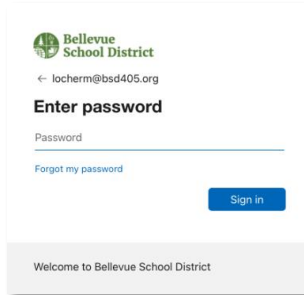 Bellevue
School District
← locherm@bsd405.org
Enter password
Password
Forgot my password
Sign in
Welcome to Bellevue School District